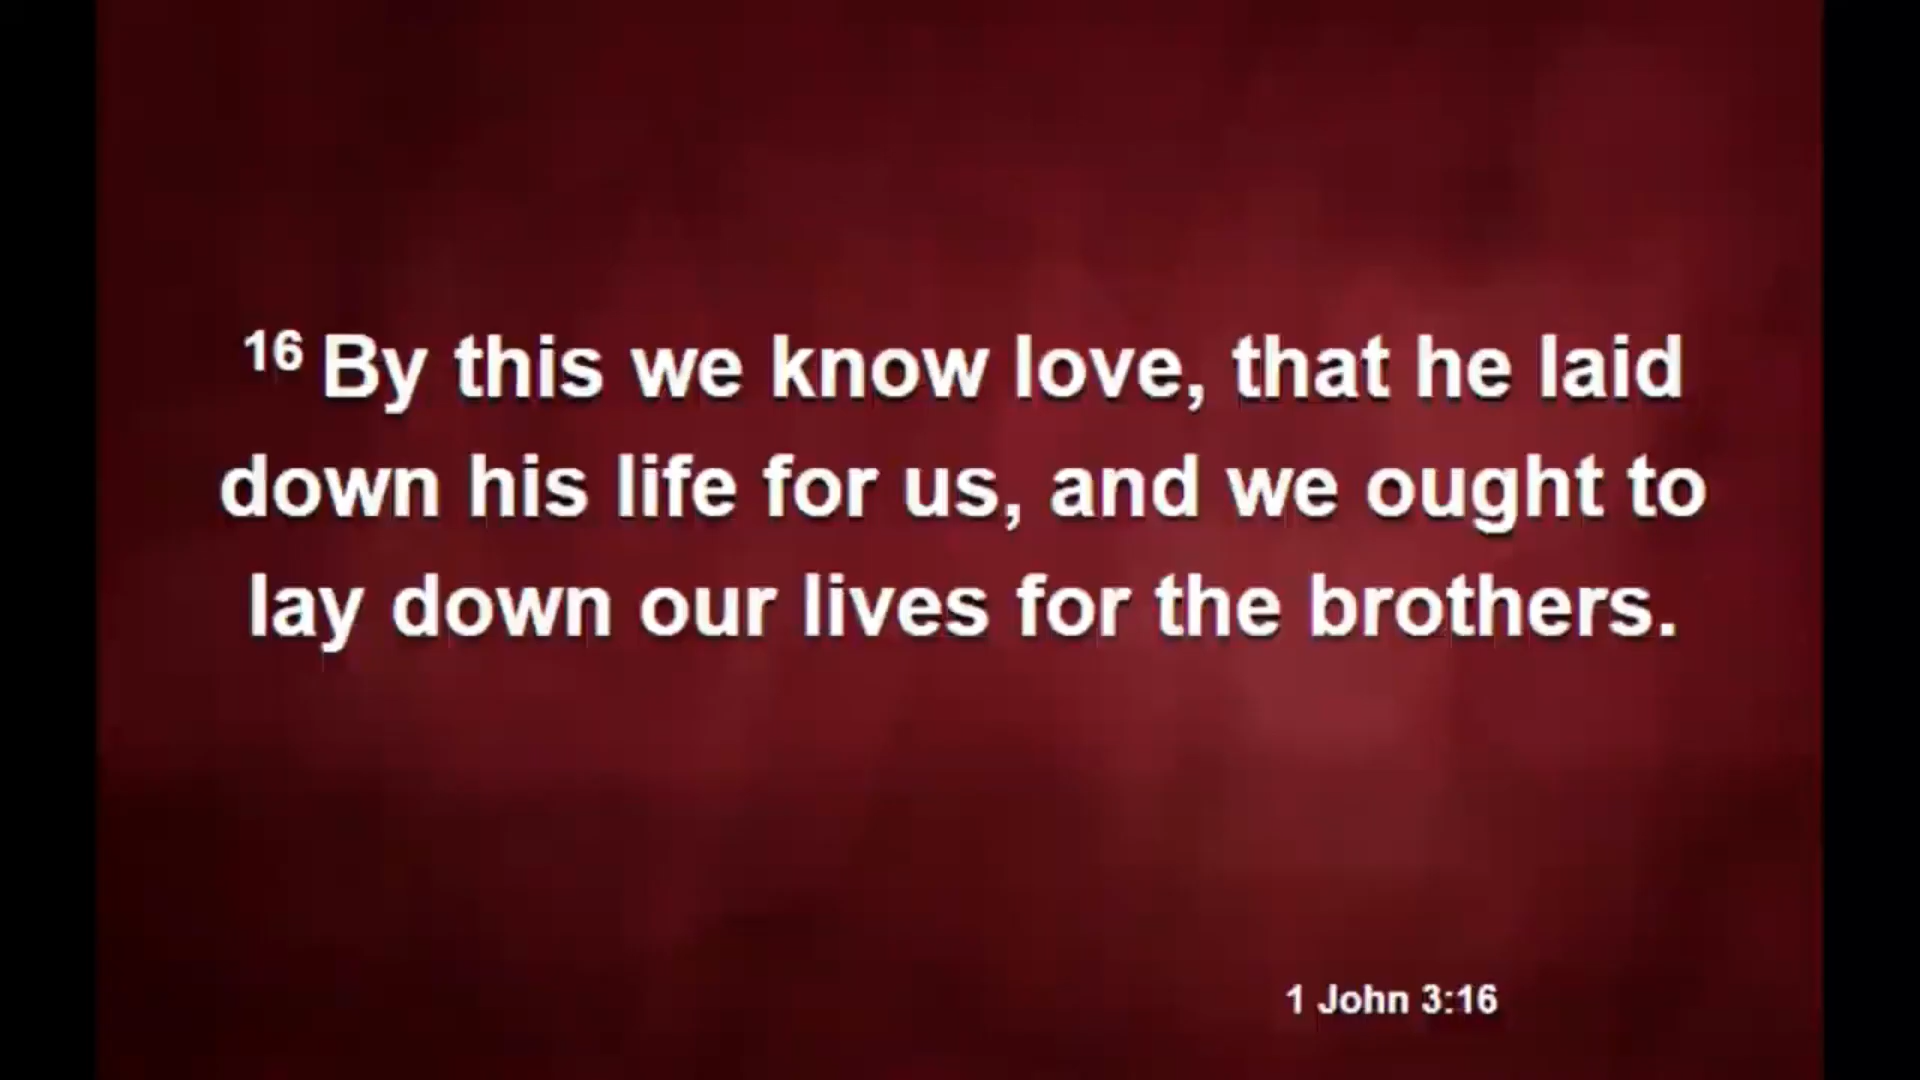 16 By this we know love, that he laid
down his life for us, and we ought to
lay down our lives for the brothers.
1 John 3:16